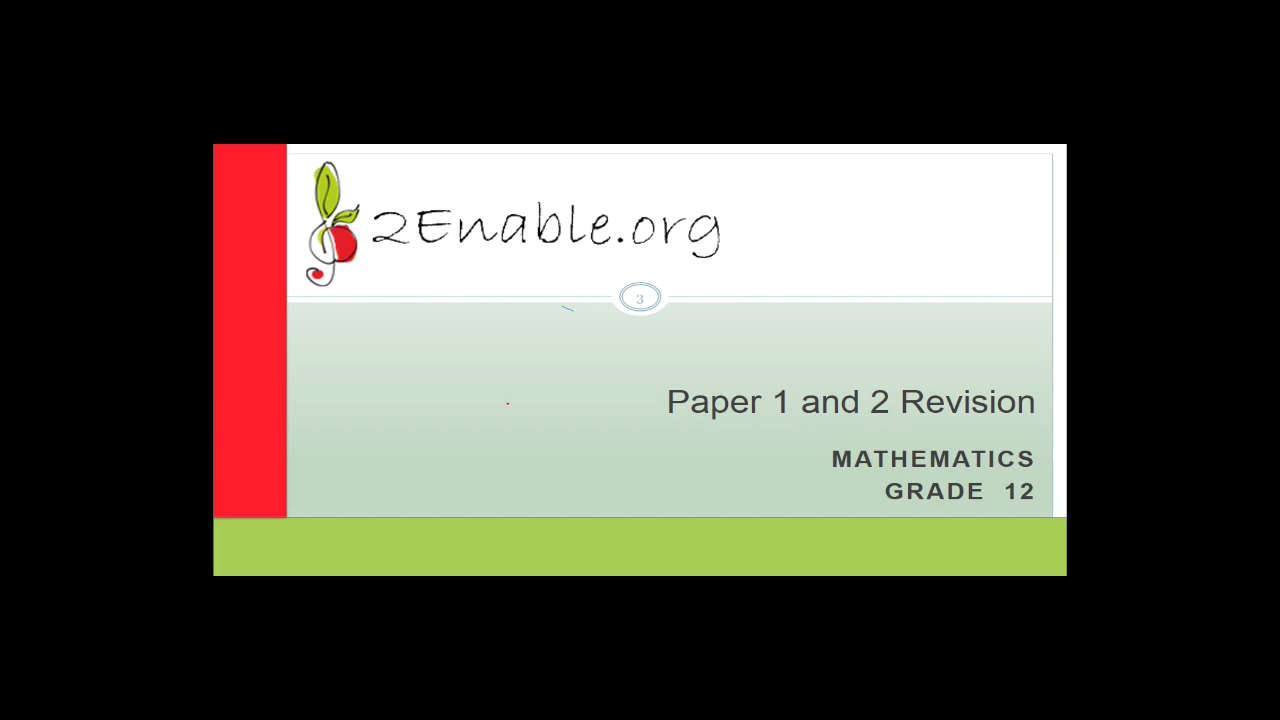 2Enable.org
3
Paper 1 and 2 Revision
MATHEMATICS
GRADE 12